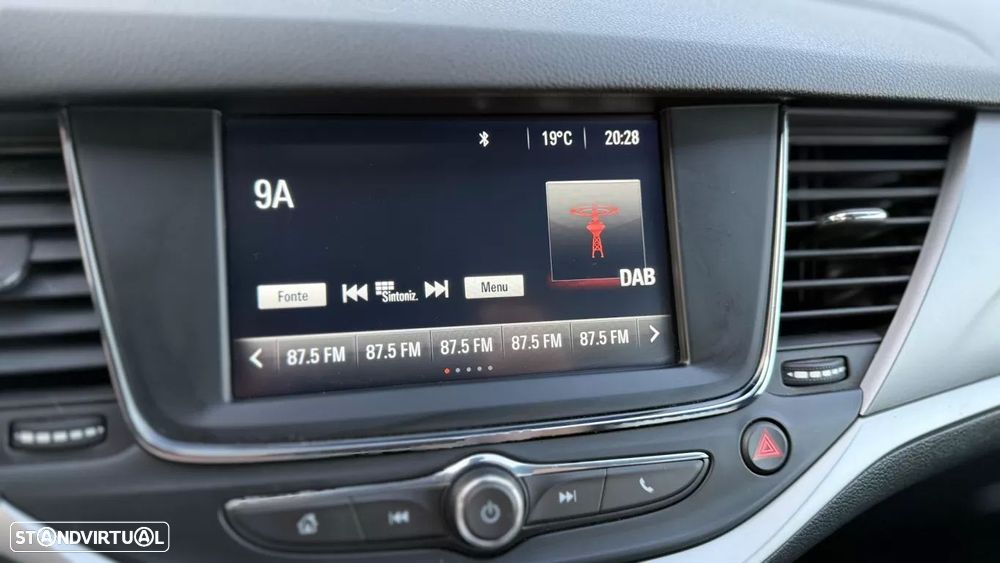 19°C 20:28
9A
DAB
Fonte Sintoniz. Menu
87.5 FM 87.5 FM 87.5 FM 87.5 FM 87.5 FM
STANDVIRTUAL